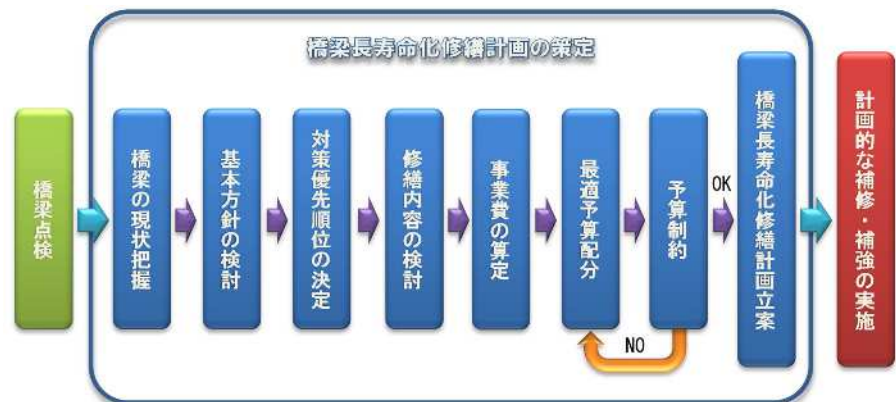 橋梁長寿命化修繕計画の策定
橋梁点検
橋梁の現状把握
基本方針の検討
対策優先順位の決定
修繕内容の検討
事業費の算定
最適予算配分
予算制約
OK
NO
橋梁長寿命化修繕計画立案
計画的な補修・補強の実施